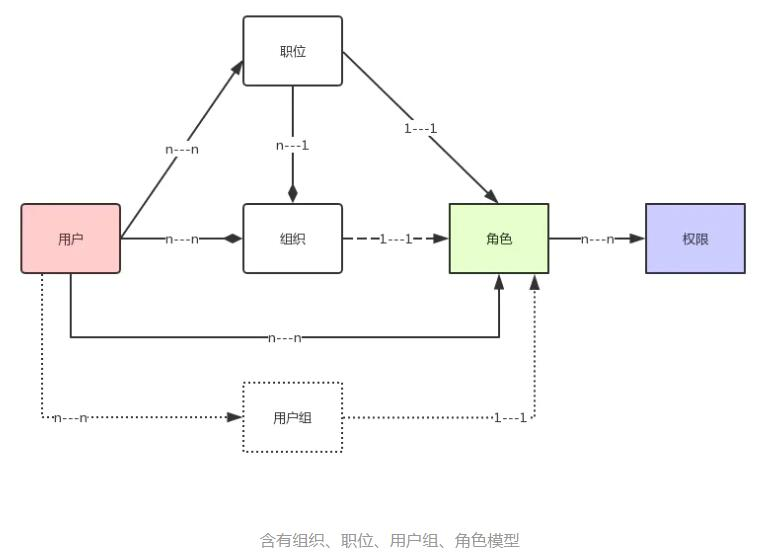 职位
n---n
n---1
1---1
用户
n---n
组织
1---1
角色
n---n
权限
n---n
用户组
n---n
1---1
含有组织、职位、用户组、角色模型